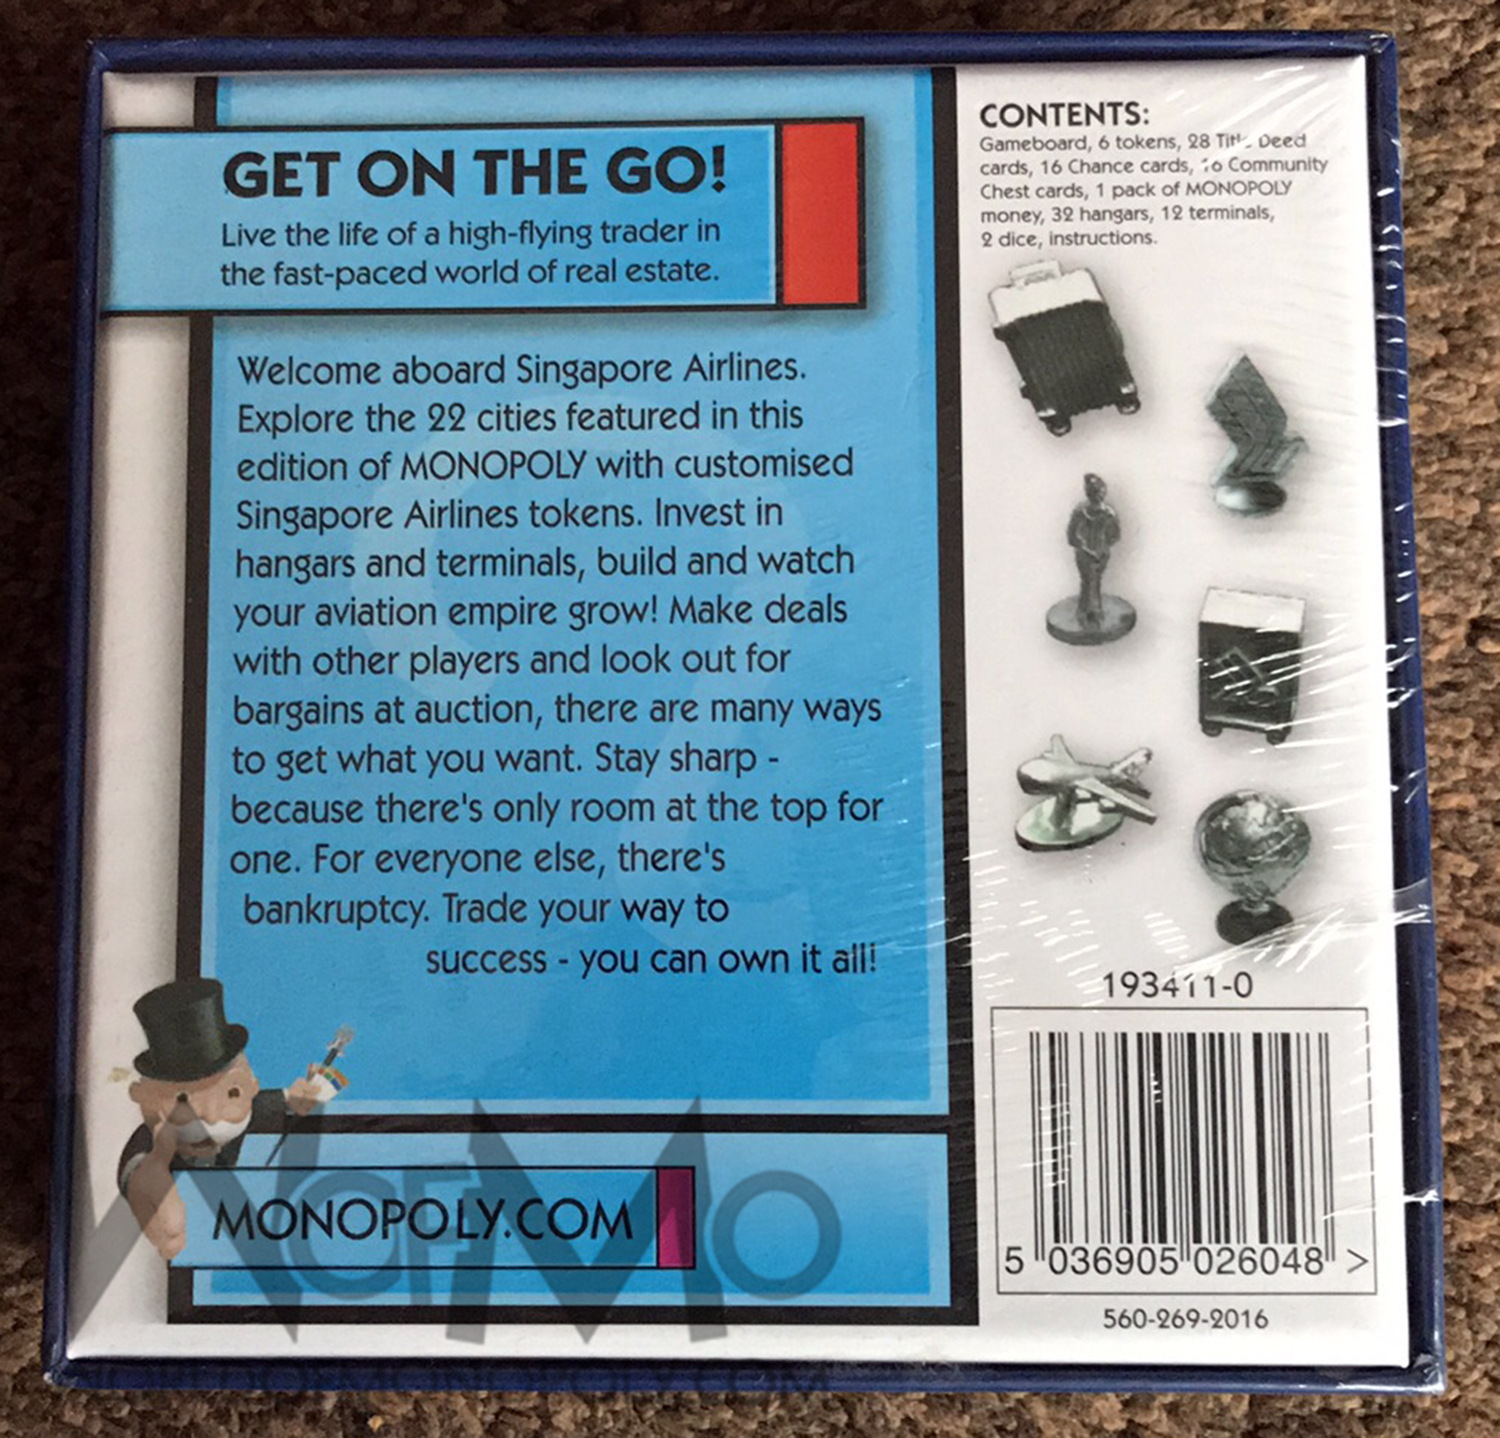 GET ON THE GO!
Live the life of a high-flying trader in
the fast-paced world of real estate.
Welcome aboard Singapore Airlines.
Explore the 22 cities featured in this
edition of MONOPOLY with customised
Singapore Airlines tokens. Invest in
hangars and terminals, build and watch
your aviation empire grow! Make deals
with other players and look out for
bargains at auction, there are many ways
to get what you want. Stay sharp -
because there's only room at the top for
one. For everyone else, there's
bankruptcy. Trade your way to
success - you can own it all!
MONOPOLY.COM
CONTENTS:
Gameboard, 6 tokens, 28 Title Deed
cards, 16 Chance cards, 16 Community
Chest cards, 1 pack of MONOPOLY
money, 32 hangars, 12 terminals,
2 dice, instructions.
193411-0
5 036905 026048 >
560-269-2016